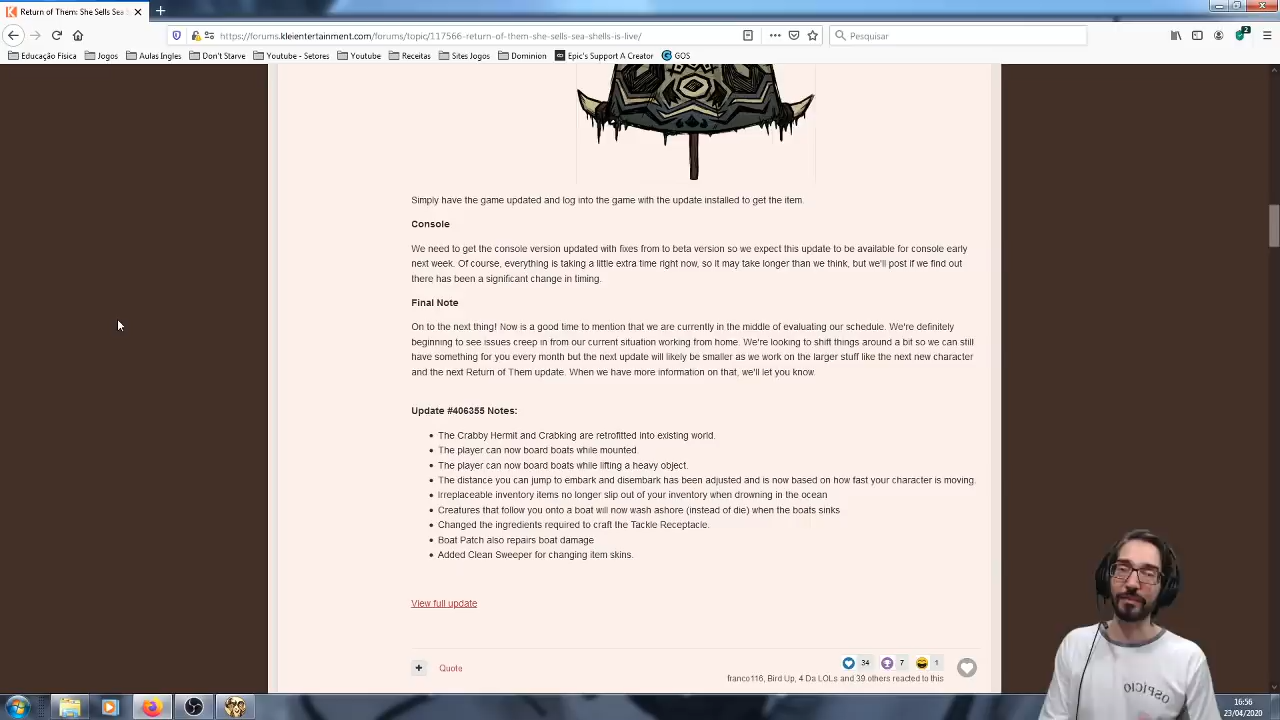 Return of Them: She Sells Sea S
https://forums.kleientertainment.com/forums/topic/117566-return-of-them-she-sells-sea-shells-is-live/
Pesquisar
2
Educação Física
Jogos
Aulas Ingles
Don't Starve
Youtube - Setores
Youtube
Receitas
Sites Jogos
Dominion
Epic's Support A Creator
GOS
Simply have the game updated and log into the game with the update installed to get the item.
Console
We need to get the console version updated with fixes from to beta version so we expect this update to be available for console early
next week. Of course, everything is taking a little extra time right now, so it may take longer than we think, but we'll post if we find out
there has been a significant change in timing.
Final Note
On to the next thing! Now is a good time to mention that we are currently in the middle of evaluating our schedule. We're definitely
beginning to see issues creep in from our current situation working from home. We're looking to shift things around a bit so we can still
have something for you every month but the next update will likely be smaller as we work on the larger stuff like the next new character
and the next Return of Them update. When we have more information on that, we'll let you know.
Update #406355 Notes:
The Crabby Hermit and Crabking are retrofitted into existing world.
The player can now board boats while mounted.
The player can now board boats while lifting a heavy object.
The distance you can jump to embark and disembark has been adjusted and is now based on how fast your character is moving.
Irreplaceable inventory items no longer slip out of your inventory when drowning in the ocean
Creatures that follow you onto a boat will now wash ashore (instead of die) when the boats sinks
Changed the ingredients required to craft the Tackle Receptacle.
Boat Patch also repairs boat damage
Added Clean Sweeper for changing item skins.
View full update
+ Quote
34 7 1
franco116, Bird Up, 4 Da LOLs and 39 others reacted to this
OSPÍCIO
16:56
23/04/2020